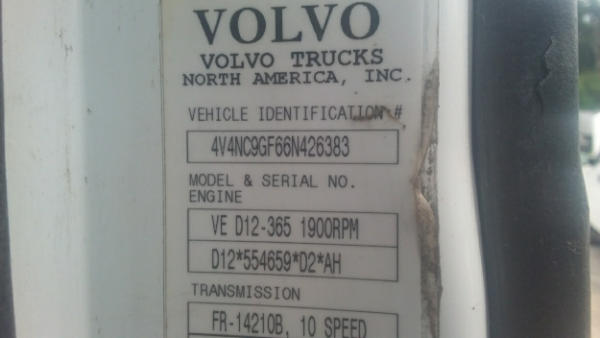 VOLVO
VOLVO TRUCKS
NORTH AMERICA, INC.
VEHICLE IDENTIFICATION #
4V4NC9GF66N426383
MODEL & SERIAL NO.
ENGINE
VE D12-365 1900RPM
D12*554659*D2*AH
TRANSMISSION
FR-14210B, 10 SPEED